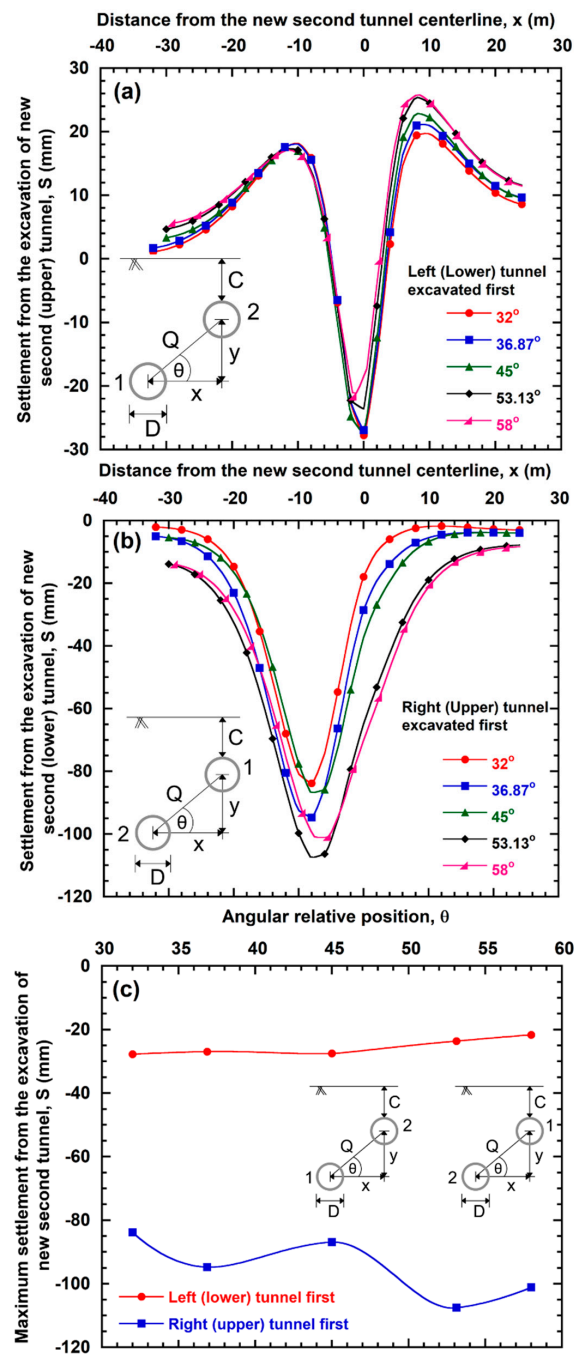 Distance from the new second tunnel centerline, x (m)
-40 -30 -20 -10 0 10 20 30
(a)
Settlement from the excavation of new
second (upper) tunnel, S (mm)
30
20
10
0
-10
-20
-30
C
Q
2
θ
y
1
x
D
Left (Lower) tunnel
excavated first
32°
36.87°
45°
53.13°
58°
Distance from the new second tunnel centerline, x (m)
-40 -30 -20 -10 0 10 20 30
(b)
Settlement from the excavation of new
second (lower) tunnel, S (mm)
0
-20
-40
-60
-80
-100
-120
C
Q
1
θ
y
2
x
D
Right (Upper) tunnel
excavated first
32°
36.87°
45°
53.13°
58°
Angular relative position, θ
30 35 40 45 50 55 60
(c)
Maximum settlement from the excavation of
new second tunnel, S (mm)
0
-20
-40
-60
-80
-100
-120
C
Q
2
θ
y
1
x
D
C
Q
1
θ
y
2
x
D
Left (lower) tunnel first
Right (upper) tunnel first